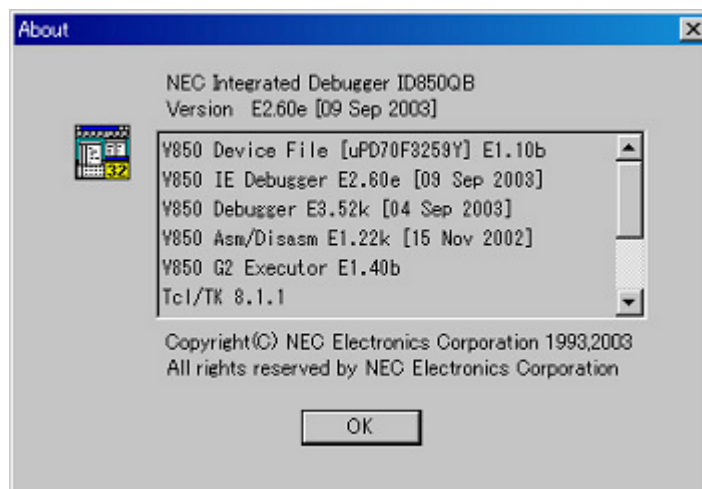 About
NEC Integrated Debugger ID850QB
Version E2.60e [09 Sep 2003]
32
V850 Device File [uPD70F3259Y] E1.10b
V850 IE Debugger E2.60e [09 Sep 2003]
V850 Debugger E3.52k [04 Sep 2003]
V850 Asm/Disasm E1.22k [15 Nov 2002]
V850 G2 Executor E1.40b
Tcl/TK 8.1.1
Copyright(C) NEC Electronics Corporation 1993,2003
All rights reserved by NEC Electronics Corporation
OK